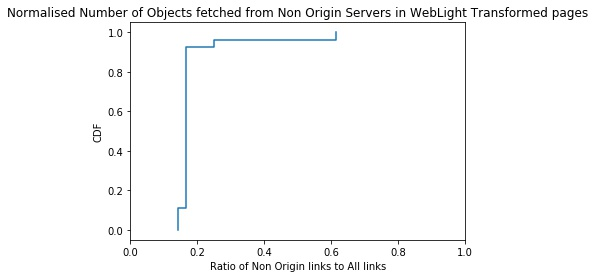 Normalised Number of Objects fetched from Non Origin Servers in WebLight Transformed pages
1.0
0.8
0.6
0.4
0.2
0.0
CDF
0.0 0.2 0.4 0.6 0.8 1.0
Ratio of Non Origin links to All links